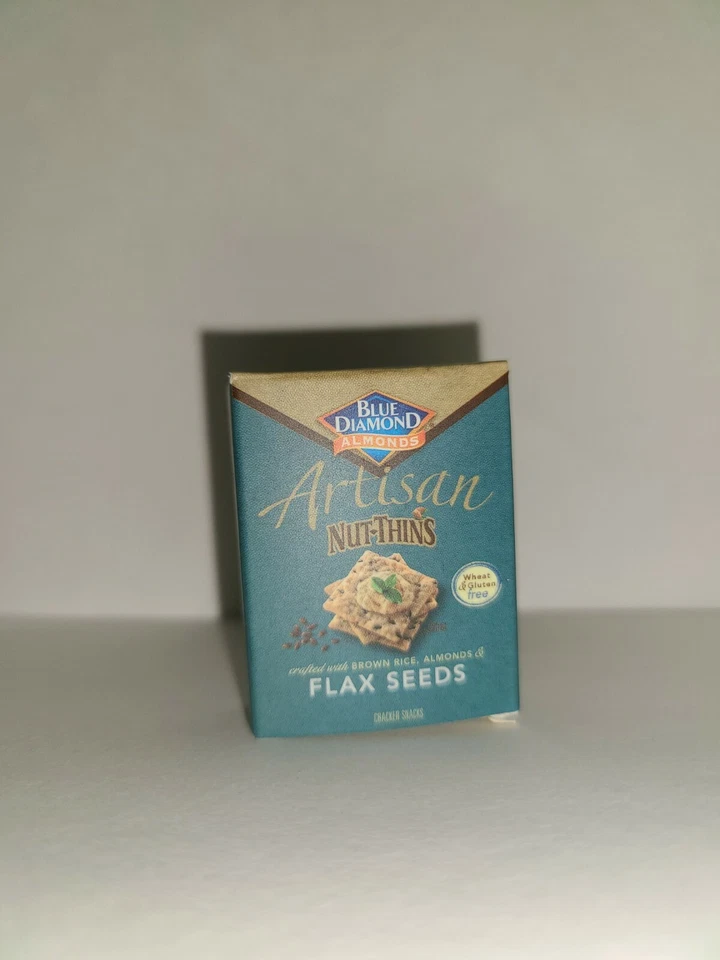 BLUE
DIAMOND
ALMONDS
Artisan
NUT-THINS
Wheat
& Gluten
free
crafted with BROWN RICE, ALMONDS &
FLAX SEEDS
CRACKER SNACKS